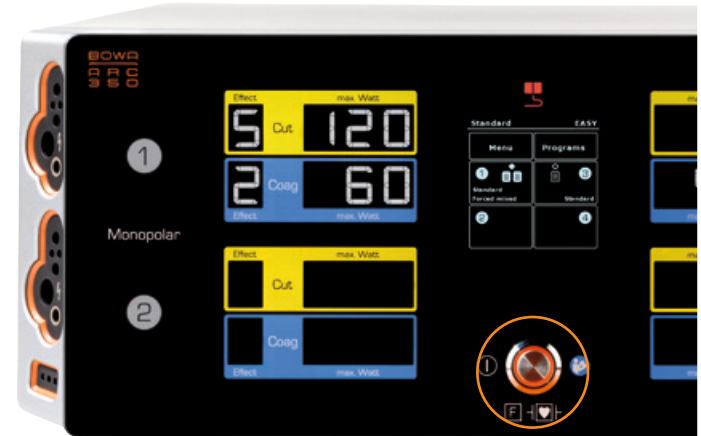 BOWA
ARC
350
Effect max. Watt
5 Cut 120
2 Coag 60
Effect max. Watt
1
Monopolar
Effect max. Watt
Cut
Coag
Effect max. Watt
2
Standard EASY
Menu Programs
1 3
Standard
Forced mixed Standard
2 4
I
F